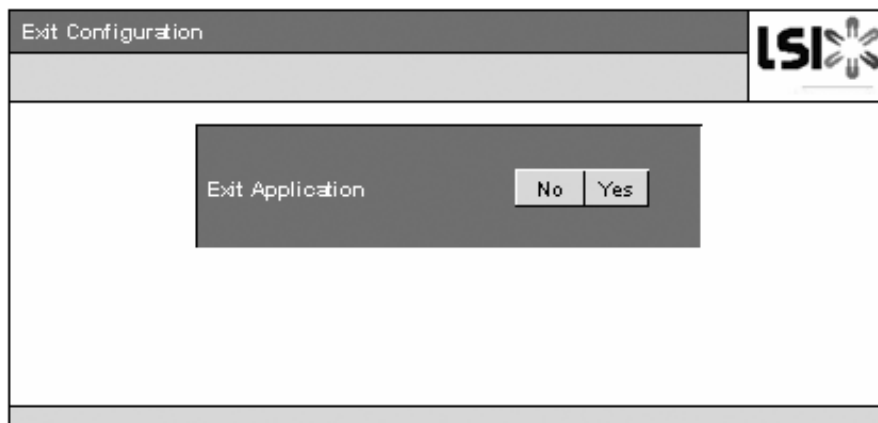 Exit Configuration
LSI
Exit Application
No Yes